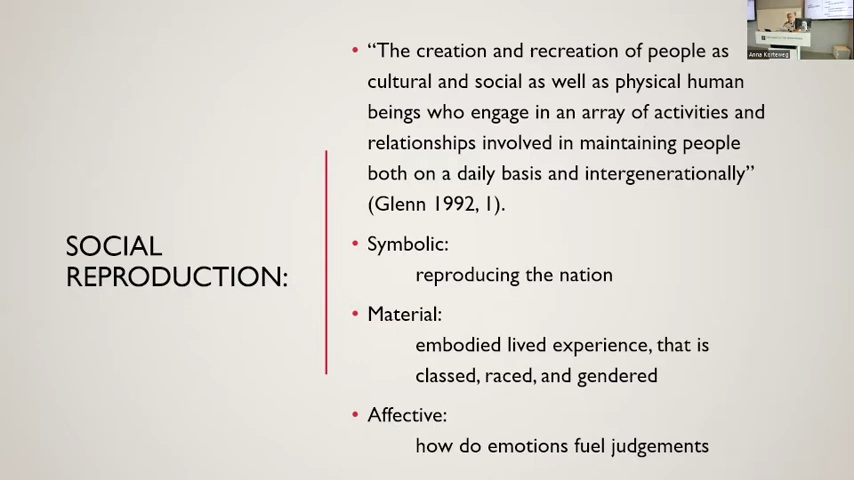 SOCIAL
REPRODUCTION:
• “The creation and recreation of people as
cultural and social as well as physical human
beings who engage in an array of activities and
relationships involved in maintaining people
both on a daily basis and intergenerationally”
(Glenn 1992, 1).
• Symbolic:
reproducing the nation
• Material:
embodied lived experience, that is
classed, raced, and gendered
• Affective:
how do emotions fuel judgements
Anna Korteweg